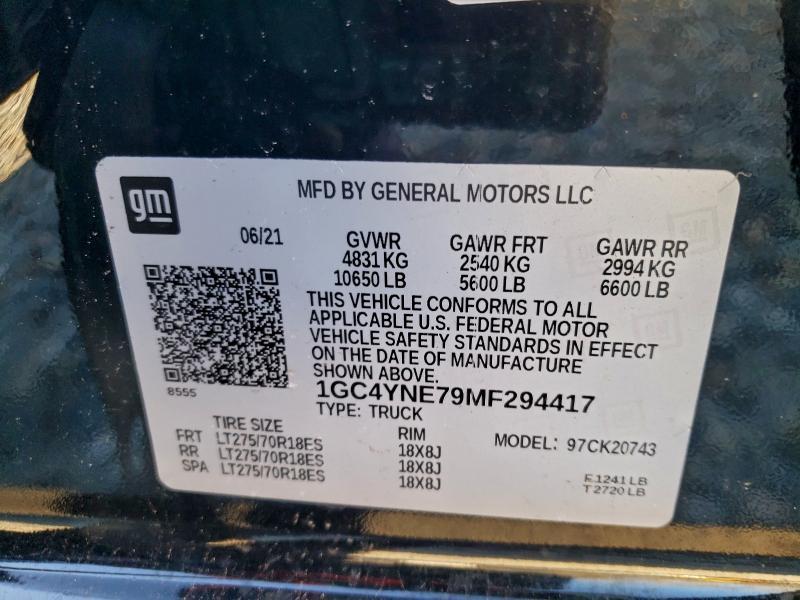 gm
MFD BY GENERAL MOTORS LLC
06/21
GVWR GAWR FRT GAWR RR
4831 KG 2540 KG 2994 KG
10650 LB 5600 LB 6600 LB
THIS VEHICLE CONFORMS TO ALL
APPLICABLE U.S. FEDERAL MOTOR
VEHICLE SAFETY STANDARDS IN EFFECT
ON THE DATE OF MANUFACTURE
SHOWN ABOVE.
8555
1GC4YNE79MF294417
TYPE: TRUCK
TIRE SIZE RIM MODEL: 97CK20743
FRT LT275/70R18ES 18X8J
RR LT275/70R18ES 18X8J
SPA LT275/70R18ES 18X8J
E1241 LB
T2720 LB